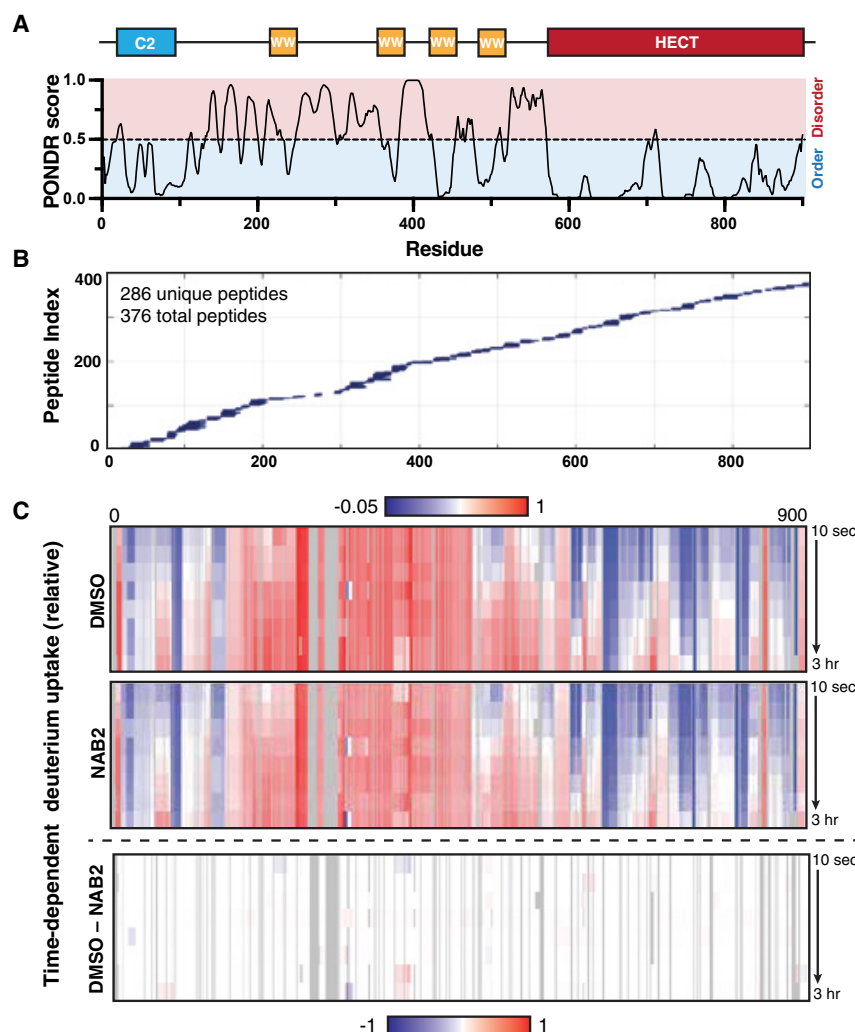 A
C2 WW WW WW WW HECT
PONDR score
1.0
0.5
0.0
Disorder
Order
0 200 400 600 800
Residue
B
Peptide Index
400
200
0
286 unique peptides
376 total peptides
0 200 400 600 800
C
-0.05 1
0 900
Time-dependent deuterium uptake (relative)
DMSO
10 sec
3 hr
NAB2
10 sec
3 hr
DMSO – NAB2
10 sec
3 hr
-1 1